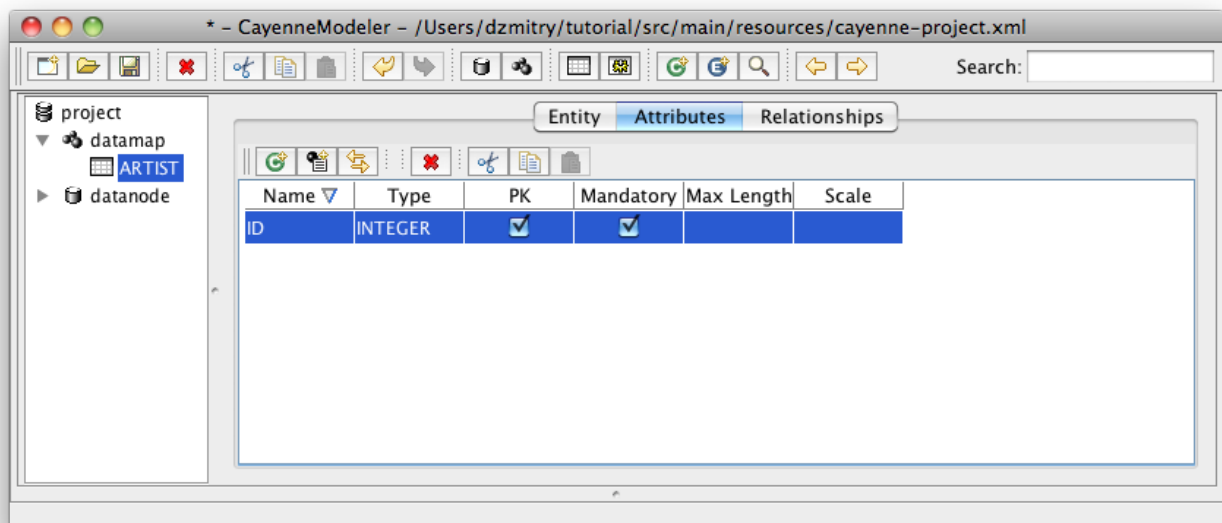 * – CayenneModeler – /Users/dzmitry/tutorial/src/main/resources/cayenne-project.xml
Search:
project
datamap
ARTIST
datanode
Entity Attributes Relationships
Name Type PK Mandatory Max Length Scale
ID INTEGER